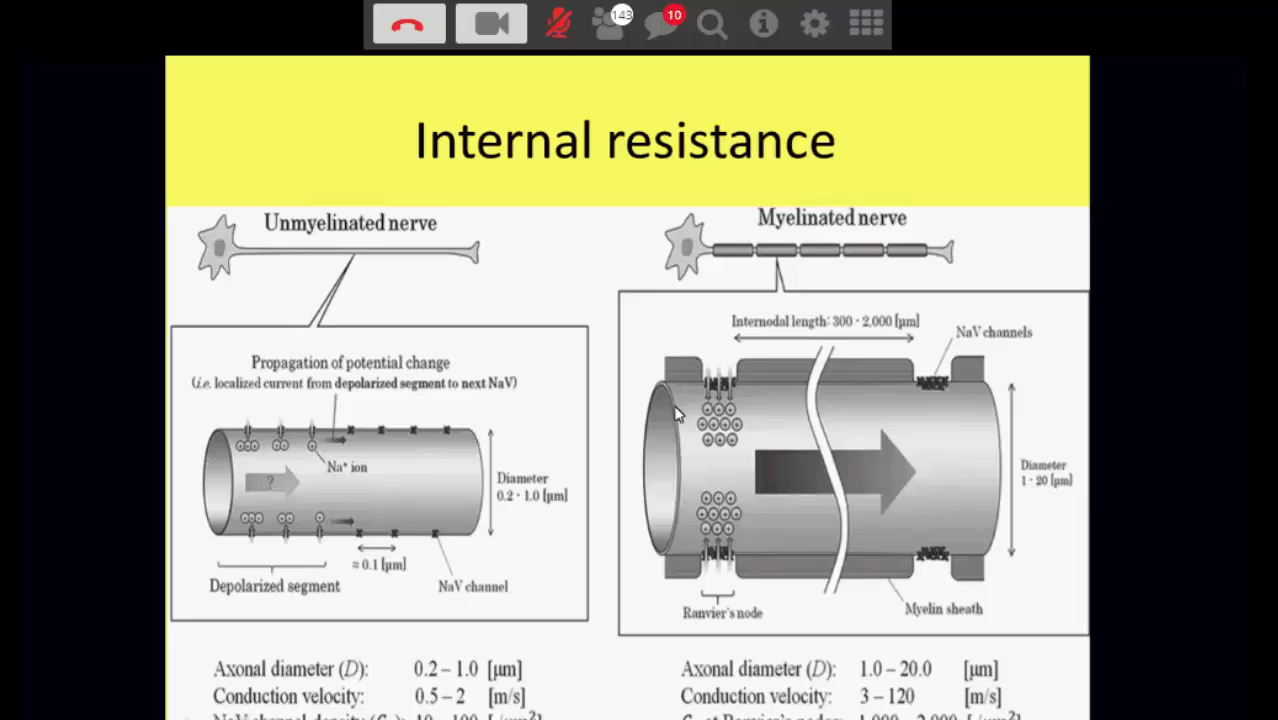 143
10
Internal resistance
Unmyelinated nerve
Propagation of potential change
(i.e. localized current from depolarized segment to next NaV)
Na⁺ ion
?
Diameter
0.2 - 1.0 [μm]
≈ 0.1 [μm]
Depolarized segment
NaV channel
Axonal diameter (D): 0.2 – 1.0 [μm]
Conduction velocity: 0.5 – 2 [m/s]
Myelinated nerve
Internodal length: 300 - 2,000 [μm]
NaV channels
Diameter
1 - 20 [μm]
Ranvier's node
Myelin sheath
Axonal diameter (D): 1.0 – 20.0 [μm]
Conduction velocity: 3 – 120 [m/s]